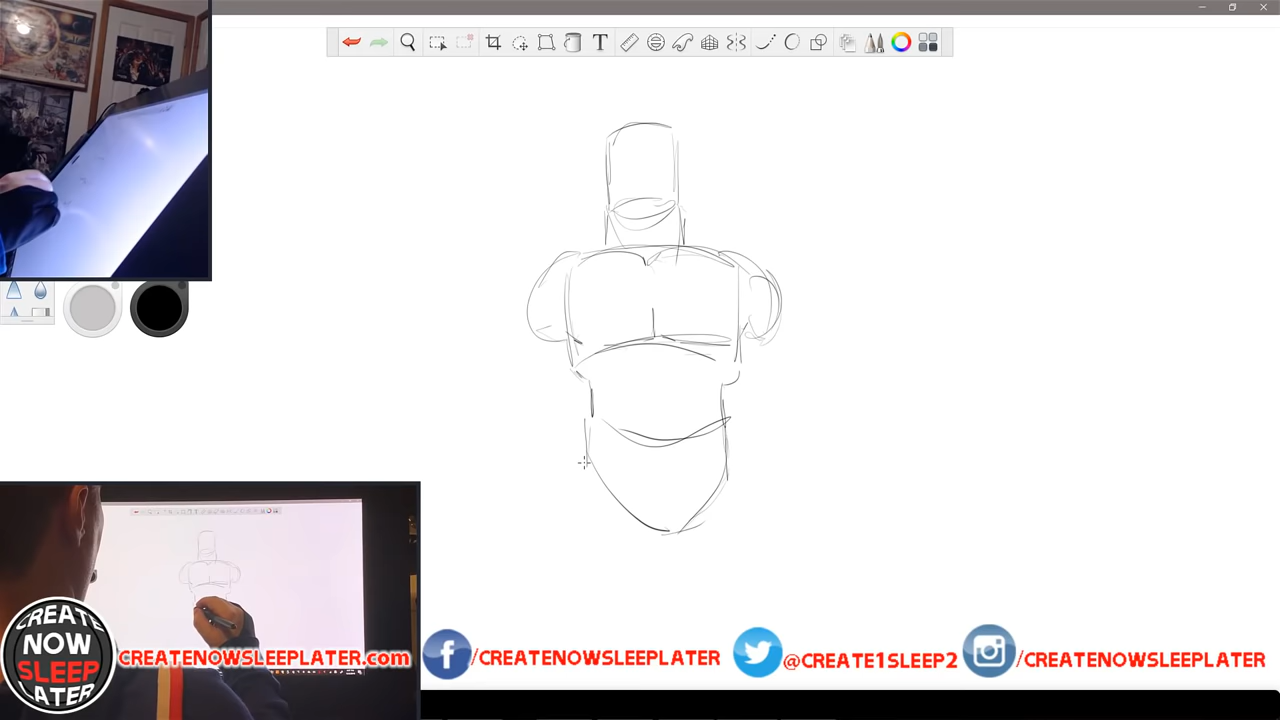 CREATE
NOW
SLEEP
LATER
CREATENOWSLEEPLATER.com
/CREATENOWSLEEPLATER
@CREATE1SLEEP2
/CREATENOWSLEEPLATER